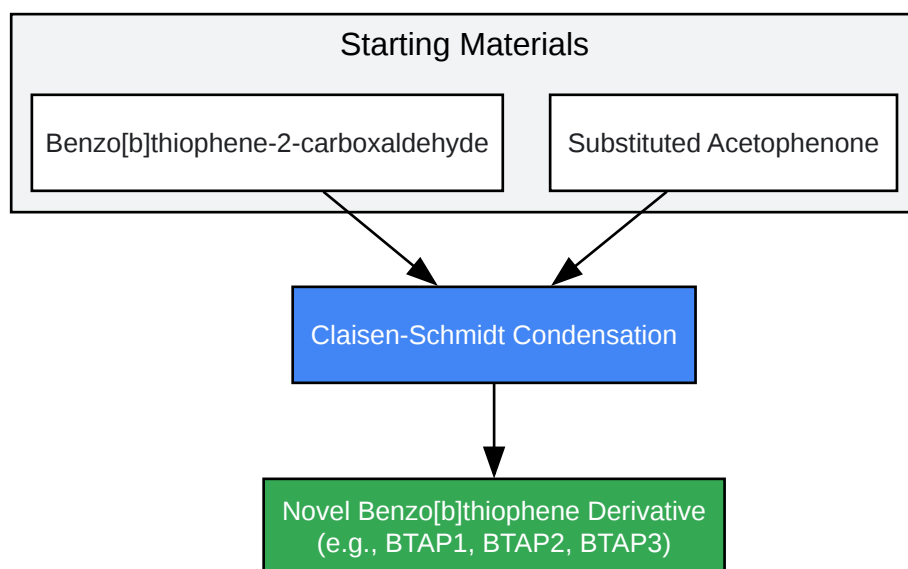 Starting Materials
Benzo[b]thiophene-2-carboxaldehyde
Substituted Acetophenone
Claisen-Schmidt Condensation
Novel Benzo[b]thiophene Derivative
(e.g., BTAP1, BTAP2, BTAP3)